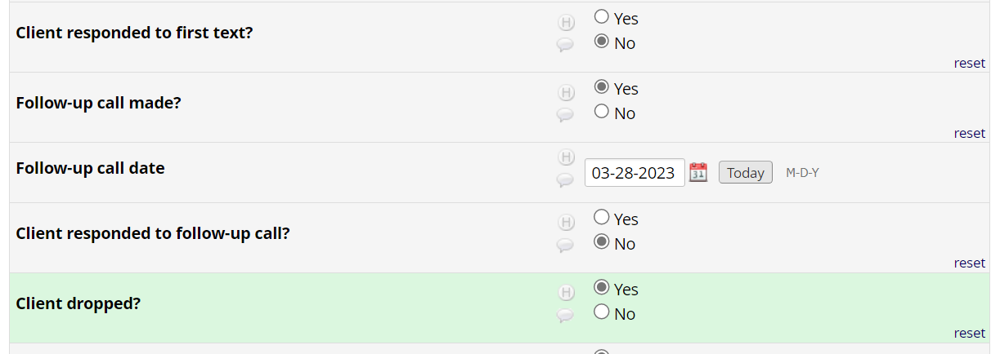 Client responded to first text?
H
Yes
No
reset
Follow-up call made?
H
Yes
No
reset
Follow-up call date
H
03-28-2023
31
Today
M-D-Y
Client responded to follow-up call?
H
Yes
No
reset
Client dropped?
H
Yes
No
reset